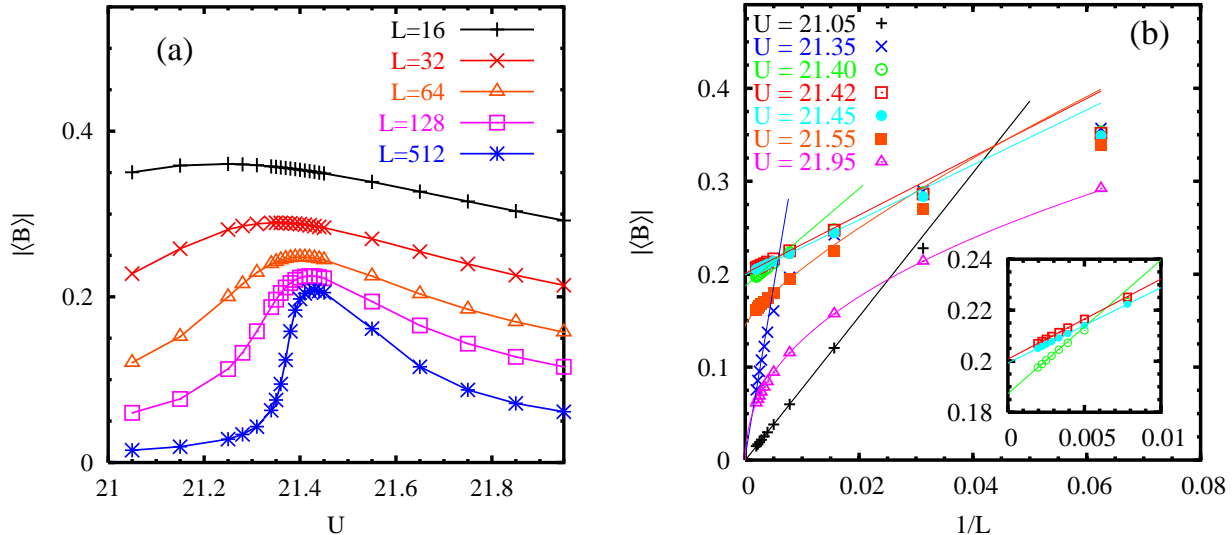 (a)
L=16
L=32
L=64
L=128
L=512
|⟨B⟩|
0.4
0.2
0
21
21.2
21.4
21.6
21.8
U
(b)
U = 21.05
U = 21.35
U = 21.40
U = 21.42
U = 21.45
U = 21.55
U = 21.95
|⟨B⟩|
0.4
0.3
0.2
0.1
0
0
0.02
0.04
0.06
0.08
1/L
0.24
0.22
0.20
0.18
0
0.005
0.01